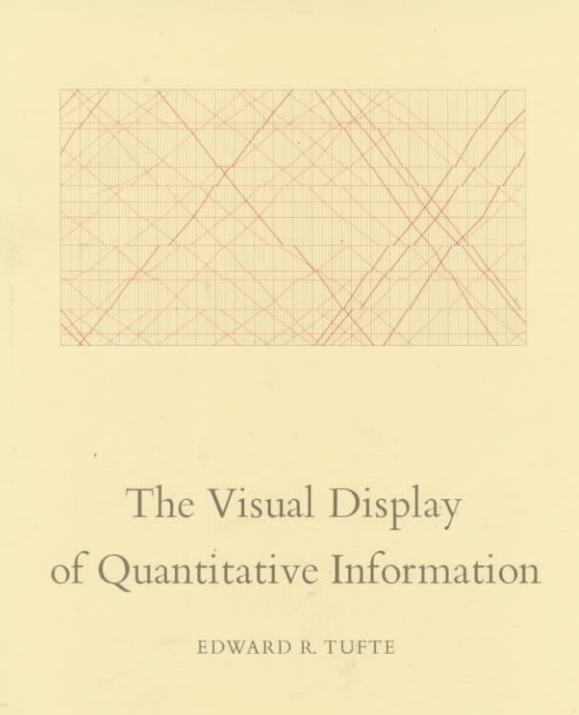 The Visual Display
of Quantitative Information
EDWARD R. TUFTE